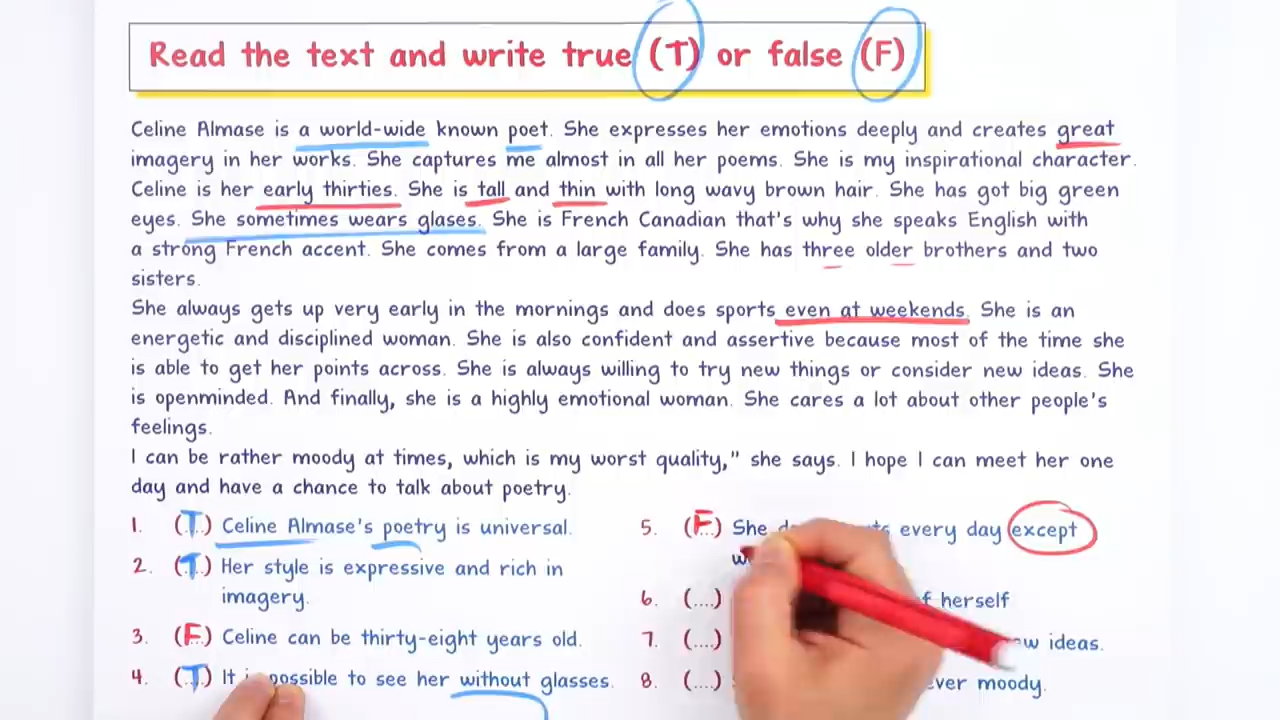 Read the text and write true (T) or false (F)
Celine Almase is a world-wide known poet. She expresses her emotions deeply and creates great
imagery in her works. She captures me almost in all her poems. She is my inspirational character.
Celine is her early thirties. She is tall and thin with long wavy brown hair. She has got big green
eyes. She sometimes wears glases. She is French Canadian that's why she speaks English with
a strong French accent. She comes from a large family. She has three older brothers and two
sisters.
She always gets up very early in the mornings and does sports even at weekends. She is an
energetic and disciplined woman. She is also confident and assertive because most of the time she
is able to get her points across. She is always willing to try new things or consider new ideas. She
is openminded. And finally, she is a highly emotional woman. She cares a lot about other people's
feelings.
I can be rather moody at times, which is my worst quality," she says. I hope I can meet her one
day and have a chance to talk about poetry.
1. (T) Celine Almase's poetry is universal.
2. (T) Her style is expressive and rich in
imagery.
3. (F) Celine can be thirty-eight years old.
4. (T) It possible to see her without glasses.
5. (F) She every day except
6. (....) of herself
7. (....) new ideas.
8. (....) ever moody.